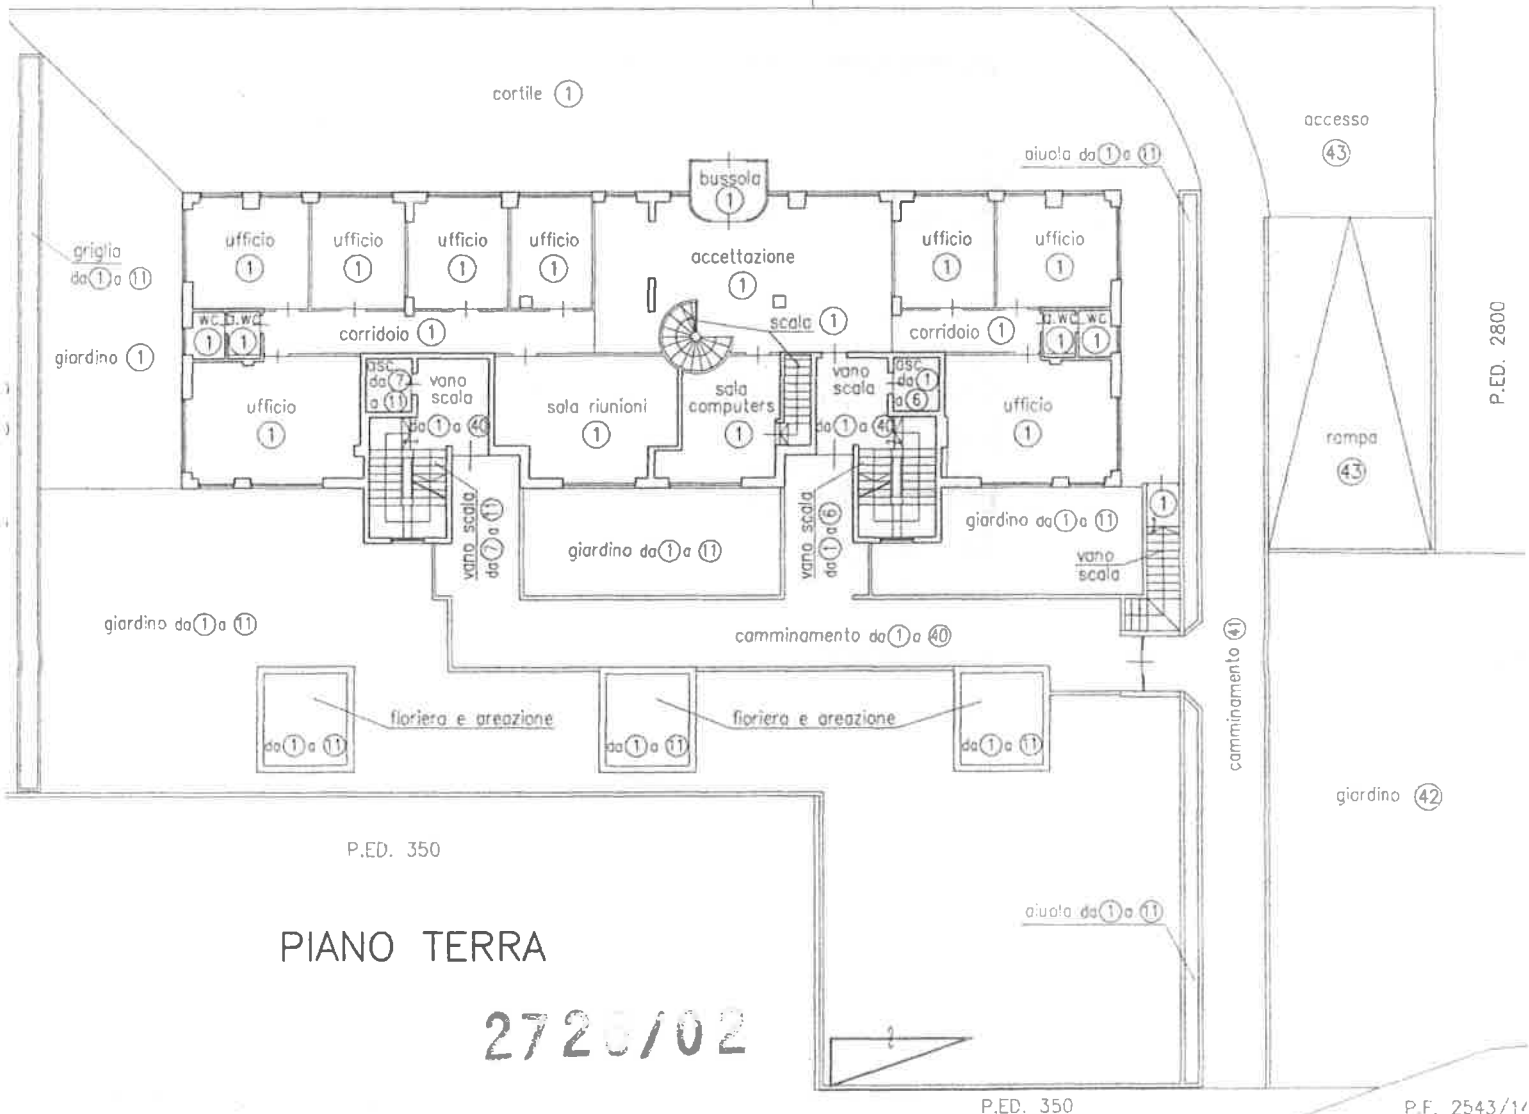 cortile 1
accesso
43
aiuola da 1 a 11
bussola
1
griglia
da 1 a 11
ufficio
1
ufficio
1
ufficio
1
ufficio
1
accettazione
1
ufficio
1
ufficio
1
P.ED. 2800
wc
1
a.wc
1
corridoio 1
scala 1
corridoio 1
a.wc
1
wc
1
giardino 1
asc.
da 7
a 11
vano
scala
da 1 a 40
ufficio
1
sala riunioni
1
sala
computers
1
vano
scala
da 1 a 40
asc.
da 1
a 6
ufficio
1
rampa
43
vano scala
da 7 a 11
giardino da 1 a 11
vano scala
da 1 a 6
giardino da 1 a 11
1
vano
scala
giardino da 1 a 11
camminamento da 1 a 40
camminamento 41
fioriera e areazione
fioriera e areazione
da 1 a 11
da 1 a 11
da 1 a 11
giardino 42
P.ED. 350
aiuola da 1 a 11
PIANO TERRA
P.ED. 350